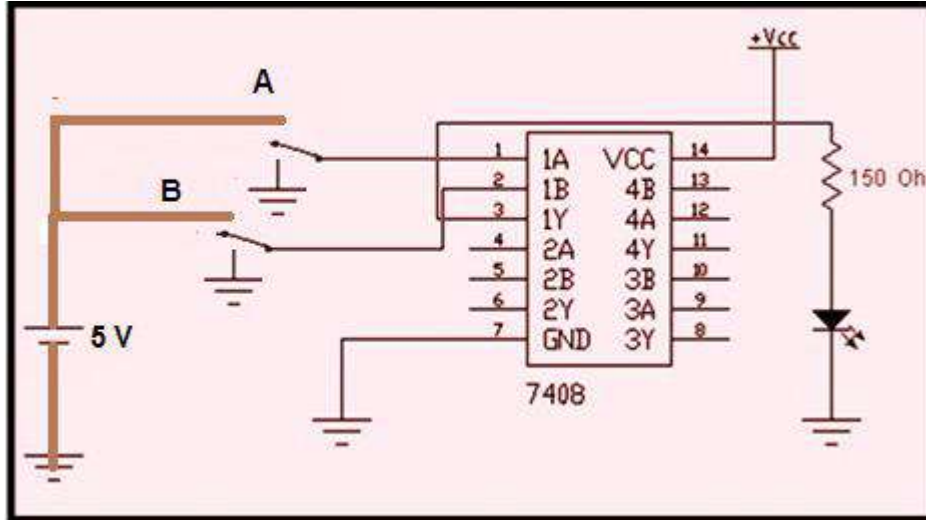 +Vcc
A
1 1A VCC 14
B
2 1B 4B 13
150 Oh
3 1Y 4A 12
4 2A 4Y 11
5 2B 3B 10
6 2Y 3A 9
5 V
7 GND 3Y 8
7408